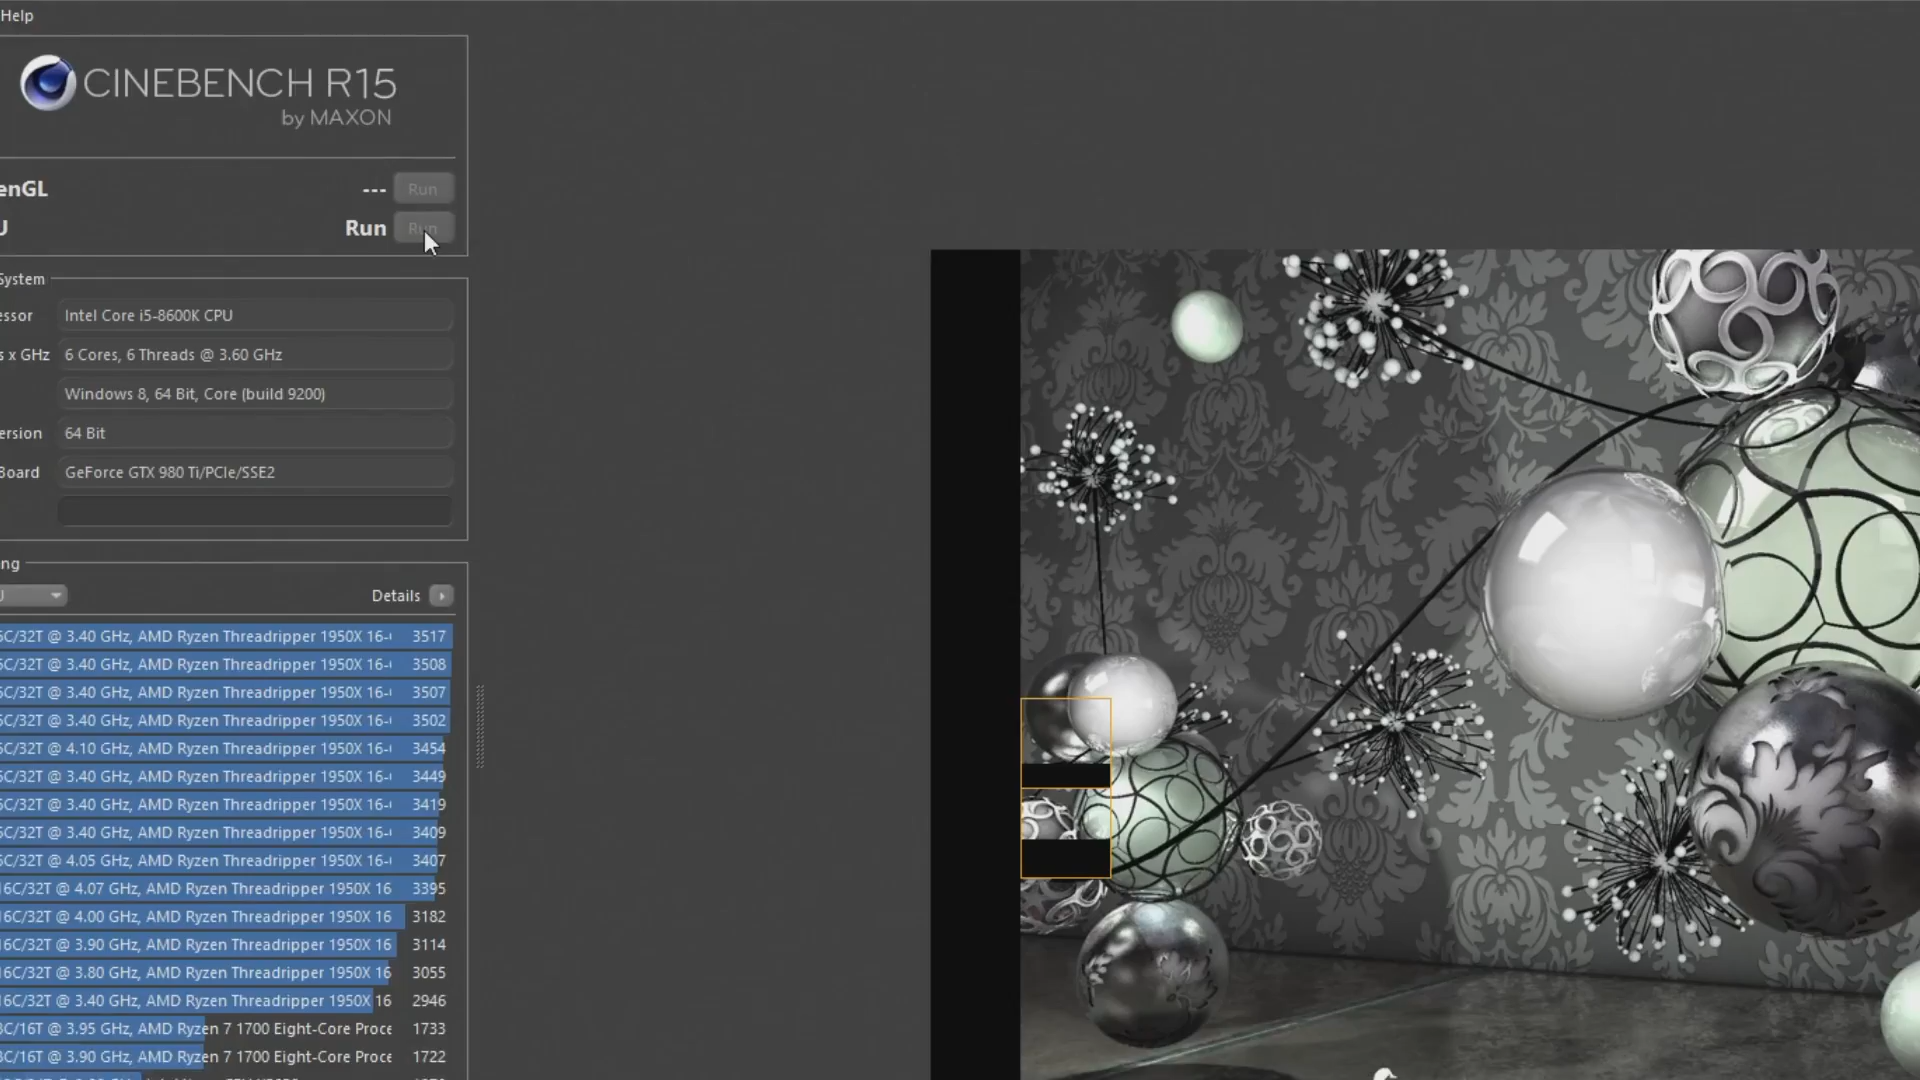 Help
CINEBENCH R15
by MAXON
enGL --- Run
U Run Run
System
essor Intel Core i5-8600K CPU
s x GHz 6 Cores, 6 Threads @ 3.60 GHz
Windows 8, 64 Bit, Core (build 9200)
ersion 64 Bit
Board GeForce GTX 980 Ti/PCIe/SSE2
ng
U Details
6C/32T @ 3.40 GHz, AMD Ryzen Threadripper 1950X 16- 3517
6C/32T @ 3.40 GHz, AMD Ryzen Threadripper 1950X 16- 3508
6C/32T @ 3.40 GHz, AMD Ryzen Threadripper 1950X 16- 3507
6C/32T @ 3.40 GHz, AMD Ryzen Threadripper 1950X 16- 3502
6C/32T @ 4.10 GHz, AMD Ryzen Threadripper 1950X 16- 3454
6C/32T @ 3.40 GHz, AMD Ryzen Threadripper 1950X 16- 3449
6C/32T @ 3.40 GHz, AMD Ryzen Threadripper 1950X 16- 3419
6C/32T @ 3.40 GHz, AMD Ryzen Threadripper 1950X 16- 3409
6C/32T @ 4.05 GHz, AMD Ryzen Threadripper 1950X 16- 3407
16C/32T @ 4.07 GHz, AMD Ryzen Threadripper 1950X 16 3395
16C/32T @ 4.00 GHz, AMD Ryzen Threadripper 1950X 16 3182
16C/32T @ 3.90 GHz, AMD Ryzen Threadripper 1950X 16 3114
16C/32T @ 3.80 GHz, AMD Ryzen Threadripper 1950X 16 3055
16C/32T @ 3.40 GHz, AMD Ryzen Threadripper 1950X 16 2946
8C/16T @ 3.95 GHz, AMD Ryzen 7 1700 Eight-Core Proce 1733
8C/16T @ 3.90 GHz, AMD Ryzen 7 1700 Eight-Core Proce 1722